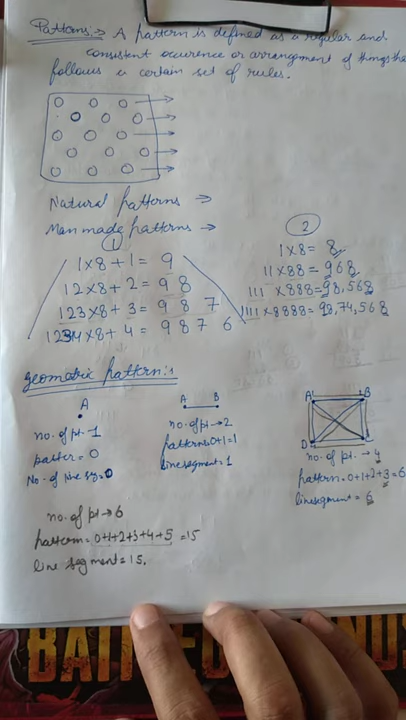 Patterns:→ A pattern is defined as a regular and
consistent occurence or arrangement of things tha
follows a certain set of rules.
Natural patterns →
Man made patterns →
1
1×8+1= 9
12×8+2= 98
123×8+3= 987
1234×8+4= 9876
2
1×8= 8
11×88= 968
111×888=98,568
1111×8888= 98,74,568
Geometric pattern:s
A
no. of pt-1
patter=0
No. of line sg=0
A B
no. of pt→2
pattern=0+1=1
line segment=1
A B
D C
no. of pt. → 4
pattern=0+1+2+3=6
line segment = 6
no. of pt→6
pattern=0+1+2+3+4+5=15
line segment=15.